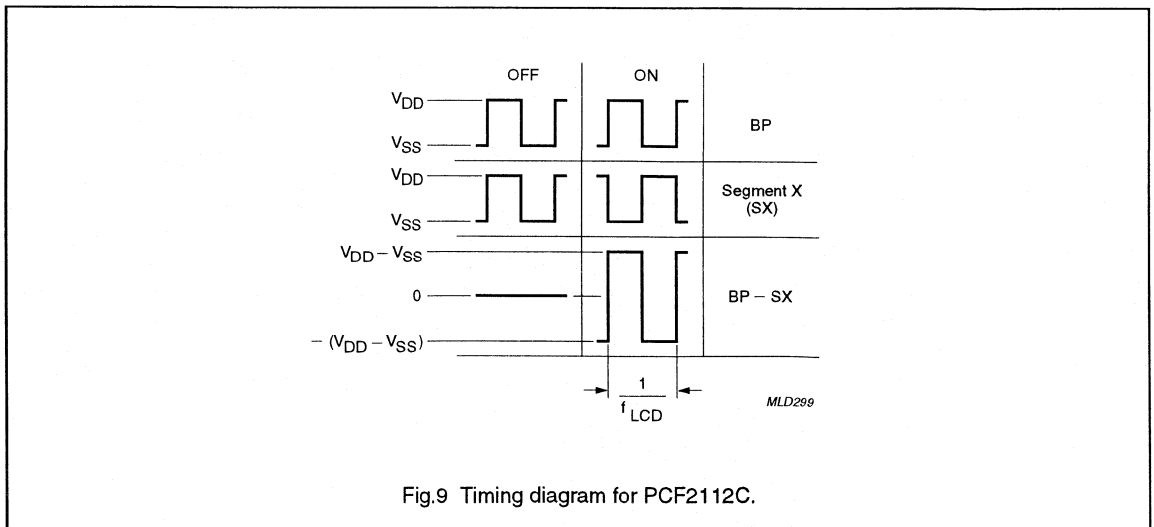 OFF ON
VDD
VSS
BP
VDD
VSS
Segment X
(SX)
VDD – VSS
0
– (VDD – VSS)
BP – SX
1
f LCD
MLD299
Fig.9 Timing diagram for PCF2112C.